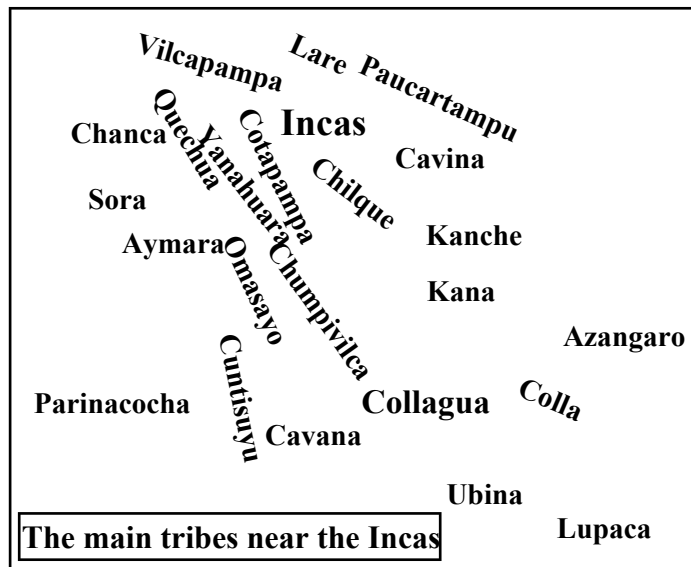 Vilcapampa
Lare Paucartampu
Incas
Chanca
Quechua
Yanahuara
Cotapampa
Chilque
Cavina
Sora
Aymara
Omasayo
Chumpivilca
Kanche
Kana
Azangaro
Cuntisuyu
Parinacocha
Cavana
Collagua
Colla
Ubina
Lupaca
The main tribes near the Incas